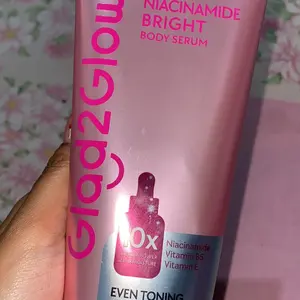 NIACINAMIDE
BRIGHT
BODY SERUM
Glad2Glow
10x
Niacinamide
Vitamin B5
Vitamin E
EVEN TONING